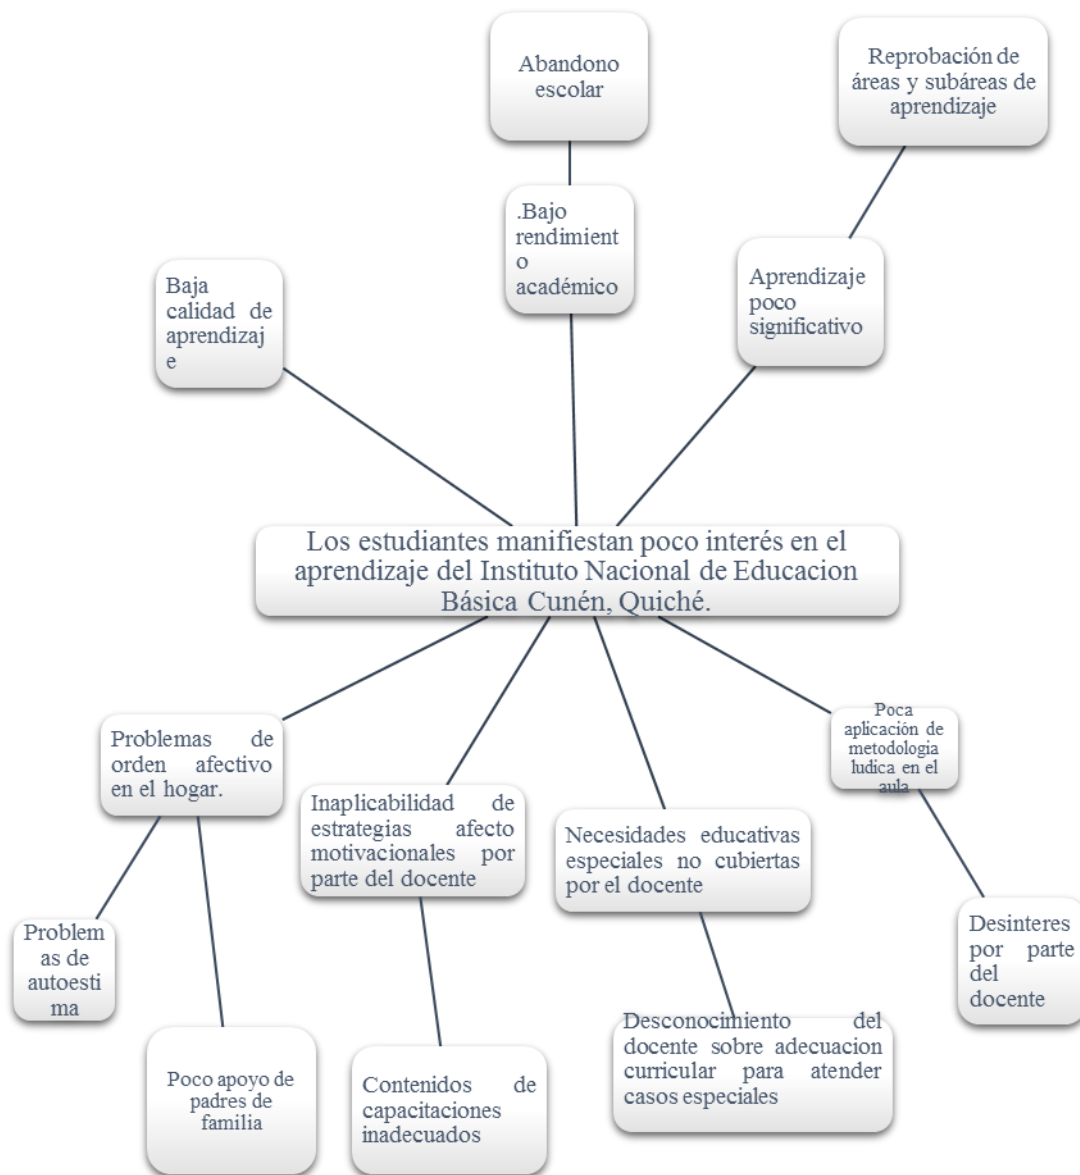 Abandono
escolar
Reprobación de
áreas y subáreas de
aprendizaje
.Bajo
rendimient
o
académico
Aprendizaje
poco
significativo
Baja
calidad de
aprendizaj
e
Los estudiantes manifiestan poco interés en el
aprendizaje del Instituto Nacional de Educacion
Básica Cunén, Quiché.
Problemas de
orden afectivo
en el hogar.
Inaplicabilidad de
estrategias afecto
motivacionales por
parte del docente
Necesidades educativas
especiales no cubiertas
por el docente
Poca
aplicación de
metodologia
ludica en el
aula
Problem
as de
autoesti
ma
Poco apoyo de
padres de
familia
Contenidos de
capacitaciones
inadecuados
Desconocimiento del
docente sobre adecuacion
curricular para atender
casos especiales
Desinteres
por parte
del
docente